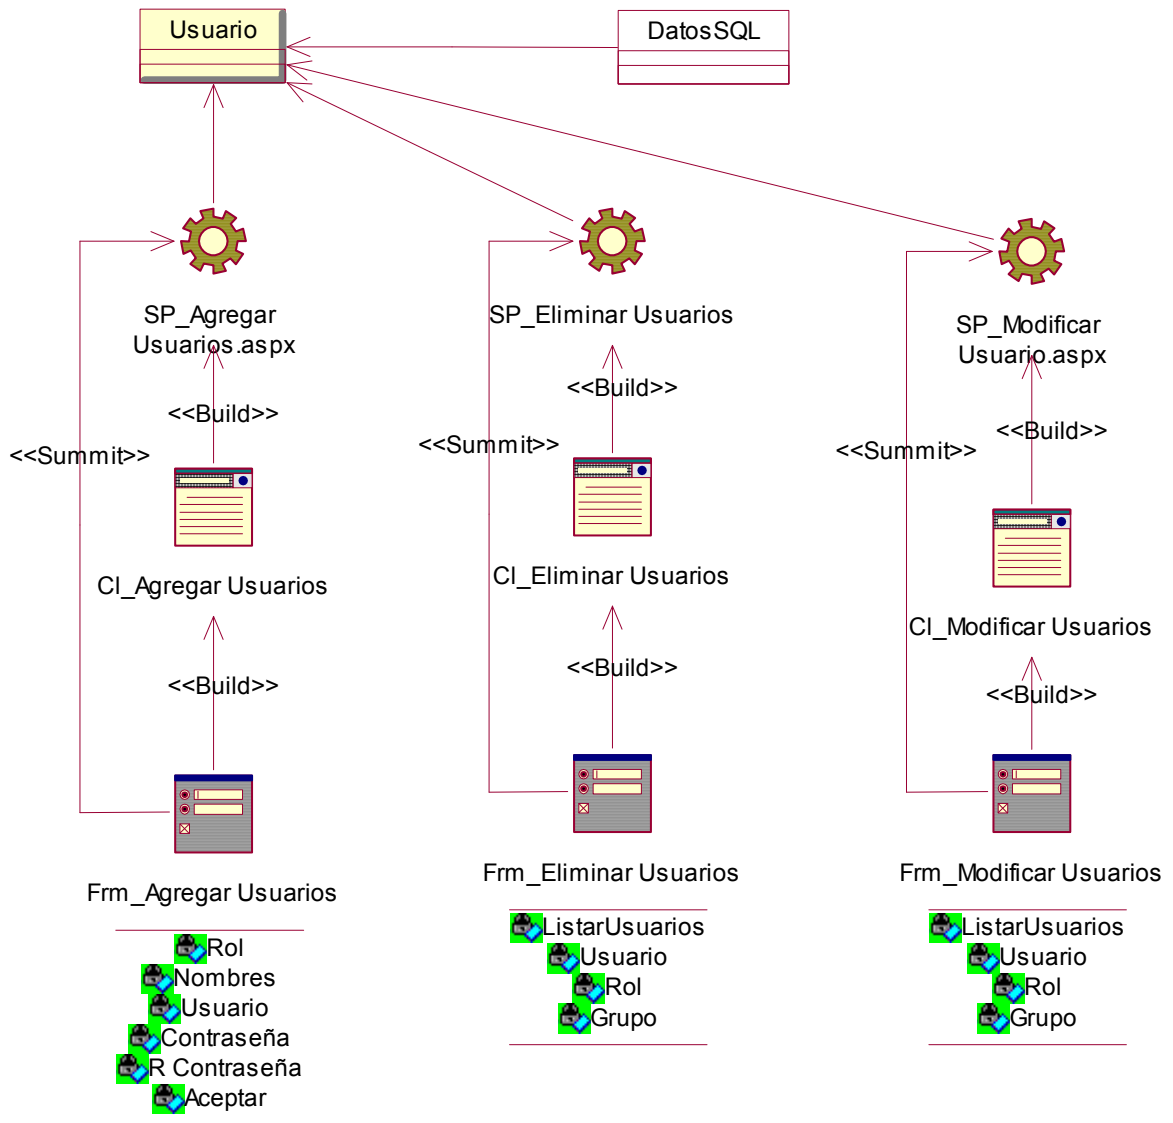 Usuario
DatosSQL
SP_Agregar
Usuarios.aspx
SP_Eliminar Usuarios
SP_Modificar
Usuario.aspx
<<Build>>
<<Build>>
<<Build>>
<<Summit>>
<<Summit>>
<<Summit>>
Cl_Agregar Usuarios
Cl_Eliminar Usuarios
Cl_Modificar Usuarios
<<Build>>
<<Build>>
<<Build>>
Frm_Agregar Usuarios
Rol
Nombres
Usuario
Contraseña
R Contraseña
Aceptar
Frm_Eliminar Usuarios
ListarUsuarios
Usuario
Rol
Grupo
Frm_Modificar Usuarios
ListarUsuarios
Usuario
Rol
Grupo